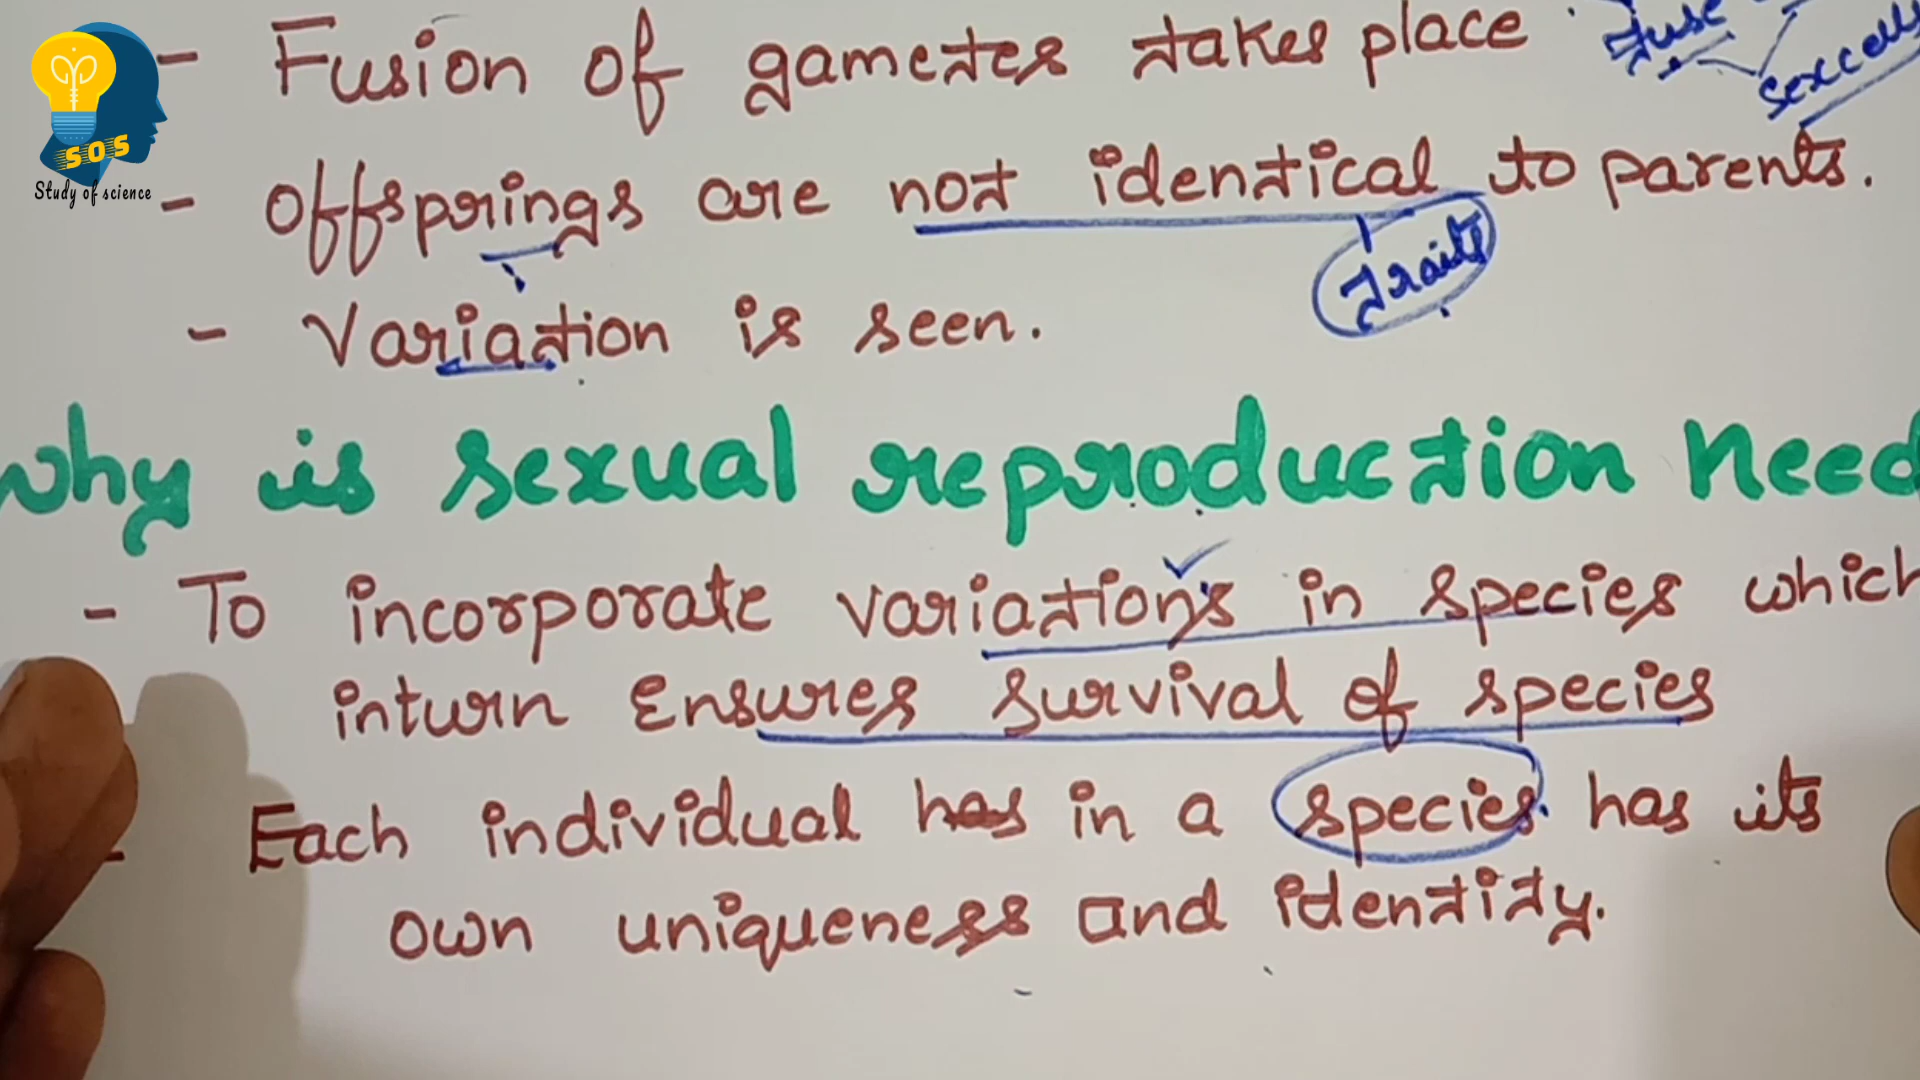 - Fusion of gametes takes place
fuse
sexcells
SOS
Study of science
- offsprings are not identical to parents.
traits
- Variation is seen.
why is sexual reproduction Need
- To incorporate variations in species which
inturn Ensures survival of species
- Each individual has in a species has its
own uniqueness and identity.